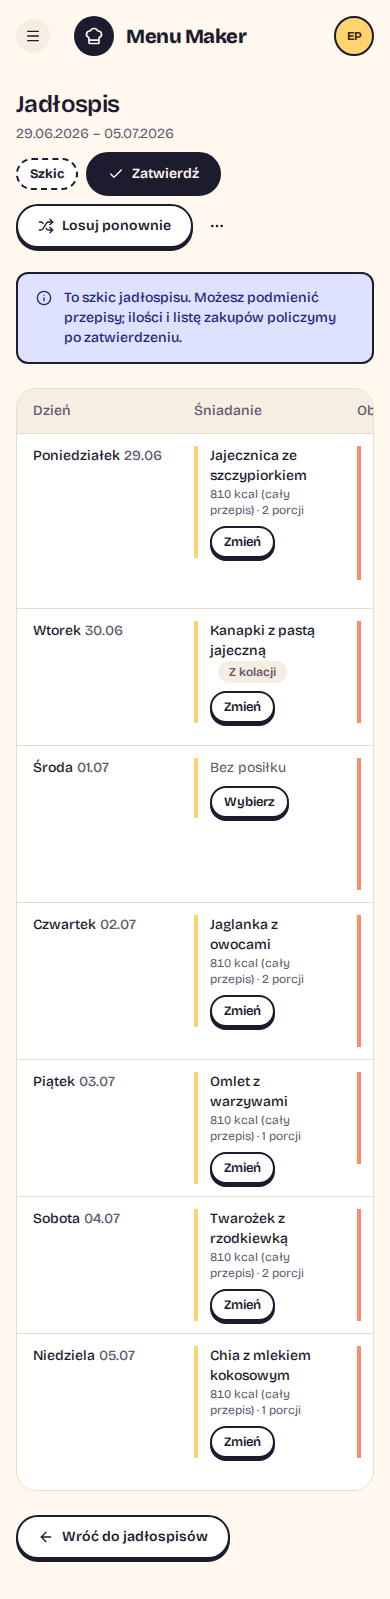 Menu Maker
EP
Jadłospis
29.06.2026 – 05.07.2026
Szkic
Zatwierdź
Losuj ponownie
To szkic jadłospisu. Możesz podmienić
przepisy; ilości i listę zakupów policzymy
po zatwierdzeniu.
Dzień Śniadanie Ob
Poniedziałek 29.06
Jajecznica ze
szczypiorkiem
810 kcal (cały
przepis) · 2 porcji
Zmień
Wtorek 30.06
Kanapki z pastą
jajeczną
Z kolacji
Zmień
Środa 01.07
Bez posiłku
Wybierz
Czwartek 02.07
Jaglanka z
owocami
810 kcal (cały
przepis) · 2 porcji
Zmień
Piątek 03.07
Omlet z
warzywami
810 kcal (cały
przepis) · 1 porcji
Zmień
Sobota 04.07
Twarożek z
rzodkiewką
810 kcal (cały
przepis) · 2 porcji
Zmień
Niedziela 05.07
Chia z mlekiem
kokosowym
810 kcal (cały
przepis) · 1 porcji
Zmień
Wróć do jadłospisów